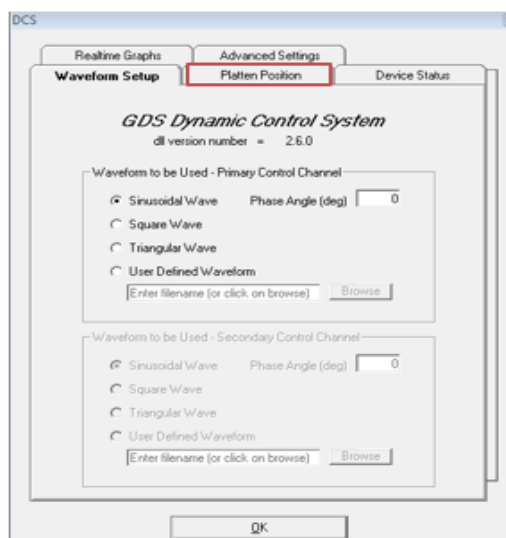 DCS
Realtime Graphs Advanced Settings
Waveform Setup Platten Position Device Status
GDS Dynamic Control System
dll version number = 2.6.0
Waveform to be Used - Primary Control Channel
Sinusoidal Wave Phase Angle (deg) 0
Square Wave
Triangular Wave
User Defined Waveform
Enter filename (or click on browse) Browse
Waveform to be Used - Secondary Control Channel
Sinusoidal Wave Phase Angle (deg) 0
Square Wave
Triangular Wave
User Defined Waveform
Enter filename (or click on browse) Browse
OK